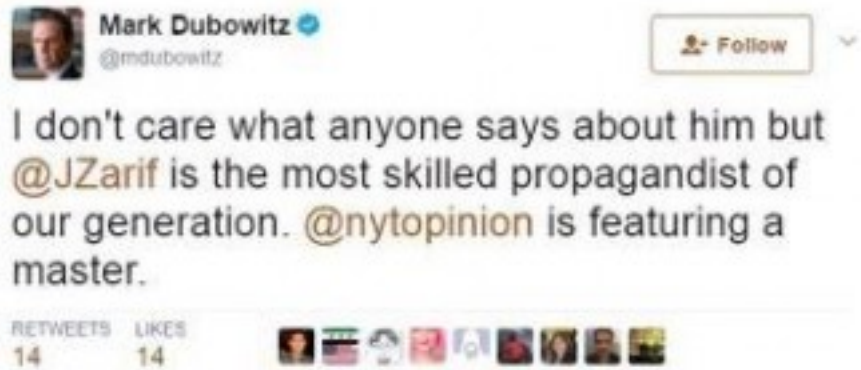 Mark Dubowitz
@mdubowitz
Follow
I don't care what anyone says about him but
@JZarif is the most skilled propagandist of
our generation. @nytopinion is featuring a
master.
RETWEETS LIKES
14 14